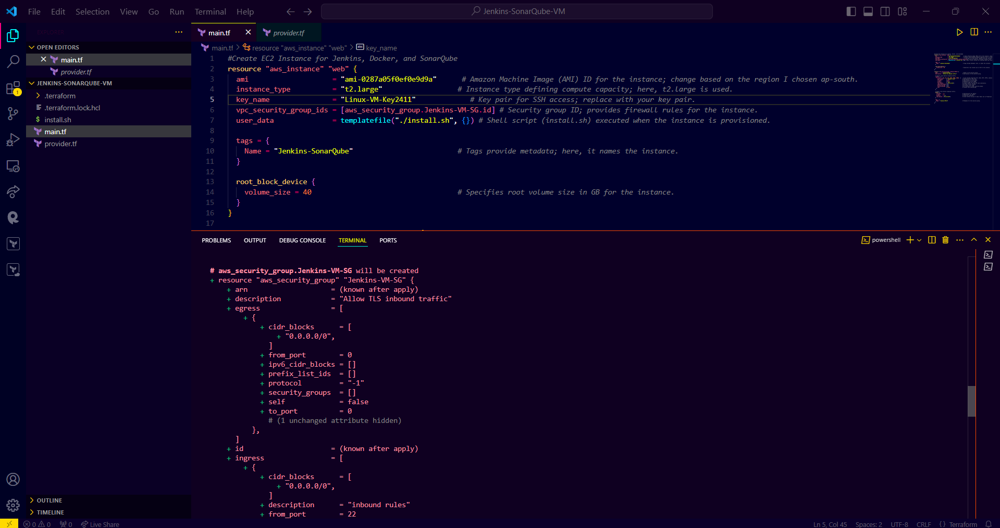 File Edit Selection View Go Run Terminal Help
Jenkins-SonarQube-VM
EXPLORER
main.tf
provider.tf
OPEN EDITORS
main.tf
provider.tf
JENKINS-SONARQUBE-VM
.terraform
.terraform.lock.hcl
install.sh
main.tf
provider.tf
1
OUTLINE
TIMELINE
main.tf > resource "aws_instance" "web" > key_name
1 #Create EC2 Instance for Jenkins, Docker, and SonarQube
2 resource "aws_instance" "web" {
3 ami = "ami-0287a05f0ef0e9d9a" # Amazon Machine Image (AMI) ID for the instance; change based on the region I chosen ap-south.
4 instance_type = "t2.large" # Instance type defining compute capacity; here, t2.large is used.
5 key_name = "Linux-VM-Key2411" # Key pair for SSH access; replace with your key pair.
6 vpc_security_group_ids = [aws_security_group.Jenkins-VM-SG.id] # Security group ID; provides firewall rules for the instance.
7 user_data = templatefile("./install.sh", {}) # Shell script (install.sh) executed when the instance is provisioned.
8
9 tags = {
10 Name = "Jenkins-SonarQube" # Tags provide metadata; here, it names the instance.
11 }
12
13 root_block_device {
14 volume_size = 40 # Specifies root volume size in GB for the instance.
15 }
16 }
17
PROBLEMS OUTPUT DEBUG CONSOLE TERMINAL PORTS
powershell
# aws_security_group.Jenkins-VM-SG will be created
+ resource "aws_security_group" "Jenkins-VM-SG" {
+ arn = (known after apply)
+ description = "Allow TLS inbound traffic"
+ egress = [
+ {
+ cidr_blocks = [
+ "0.0.0.0/0",
]
+ from_port = 0
+ ipv6_cidr_blocks = []
+ prefix_list_ids = []
+ protocol = "-1"
+ security_groups = []
+ self = false
+ to_port = 0
# (1 unchanged attribute hidden)
},
]
+ id = (known after apply)
+ ingress = [
+ {
+ cidr_blocks = [
+ "0.0.0.0/0",
]
+ description = "inbound rules"
+ from_port = 22
0 0 0 Live Share
Ln 5, Col 45 Spaces: 2 UTF-8 CRLF {} Terraform